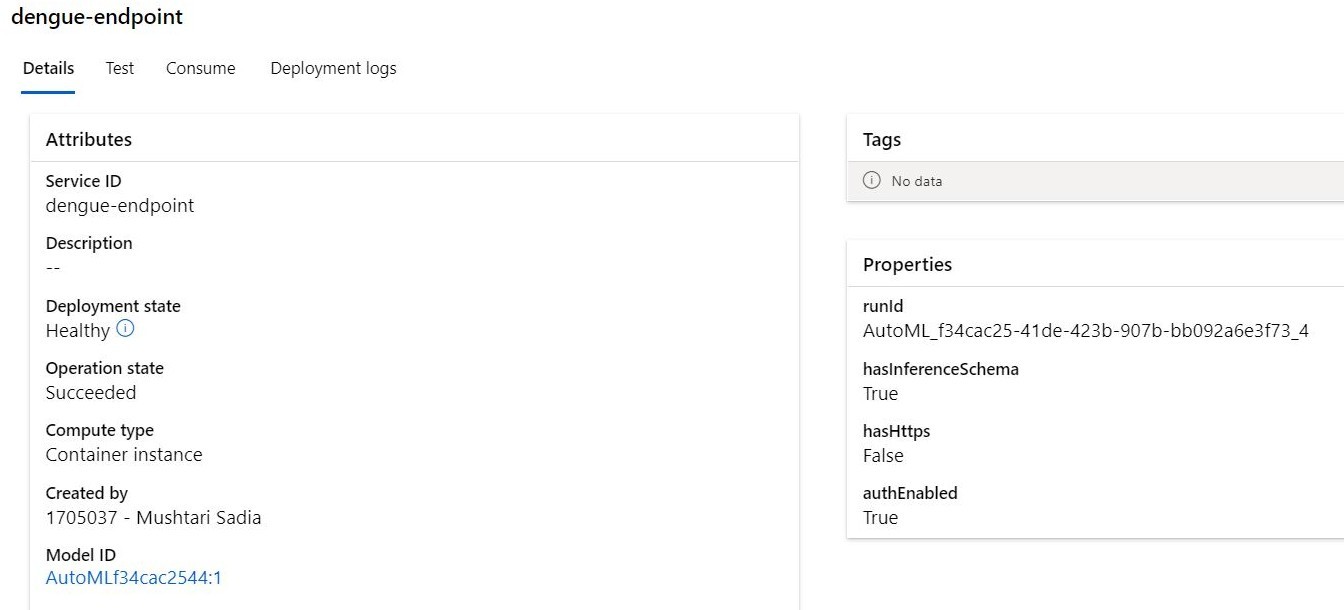 dengue-endpoint
Details Test Consume Deployment logs
Attributes
Service ID
dengue-endpoint
Description
--
Deployment state
Healthy
Operation state
Succeeded
Compute type
Container instance
Created by
1705037 - Mushtari Sadia
Model ID
AutoMLf34cac2544:1
Tags
No data
Properties
runId
AutoML_f34cac25-41de-423b-907b-bb092a6e3f73_4
hasInferenceSchema
True
hasHttps
False
authEnabled
True